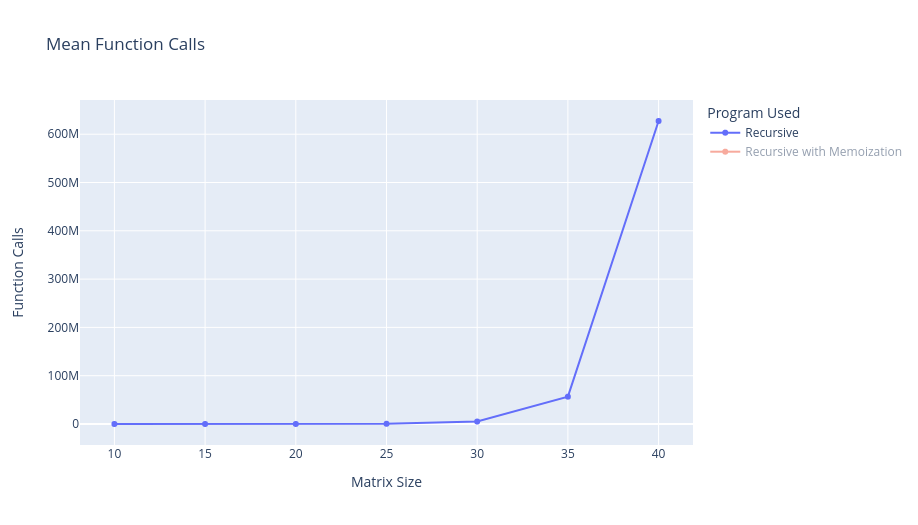 Mean Function Calls
Program Used
Recursive
Recursive with Memoization
600M
500M
400M
300M
200M
100M
0
Function Calls
10 15 20 25 30 35 40
Matrix Size